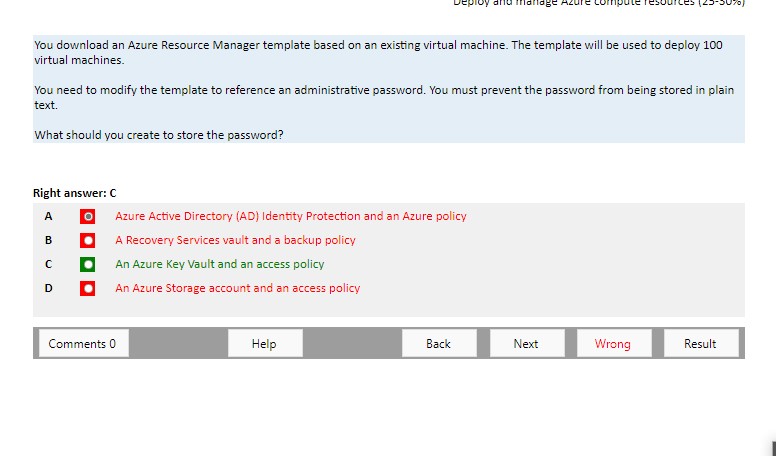 Deploy and manage Azure compute resources (25-30%)
You download an Azure Resource Manager template based on an existing virtual machine. The template will be used to deploy 100
virtual machines.
You need to modify the template to reference an administrative password. You must prevent the password from being stored in plain
text.
What should you create to store the password?
Right answer: C
A Azure Active Directory (AD) Identity Protection and an Azure policy
B A Recovery Services vault and a backup policy
C An Azure Key Vault and an access policy
D An Azure Storage account and an access policy
Comments 0 Help Back Next Wrong Result